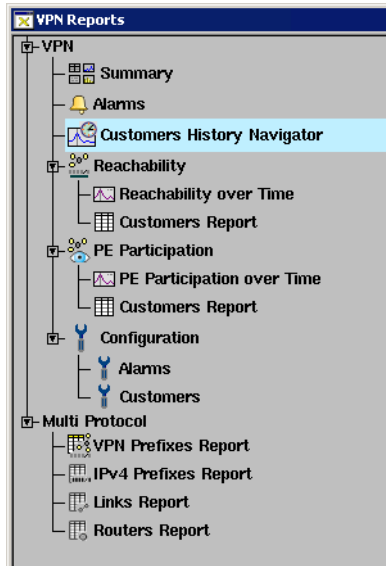 VPN Reports
VPN
Summary
Alarms
Customers History Navigator
Reachability
Reachability over Time
Customers Report
PE Participation
PE Participation over Time
Customers Report
Configuration
Alarms
Customers
Multi Protocol
VPN Prefixes Report
IPv4 Prefixes Report
Links Report
Routers Report